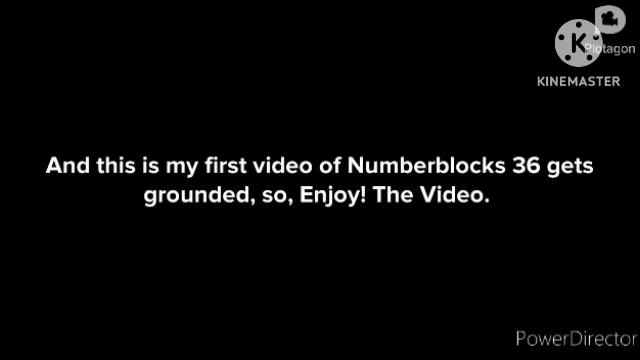 Plotagon
KINEMASTER
And this is my first video of Numberblocks 36 gets
grounded, so, Enjoy! The Video.
PowerDirector